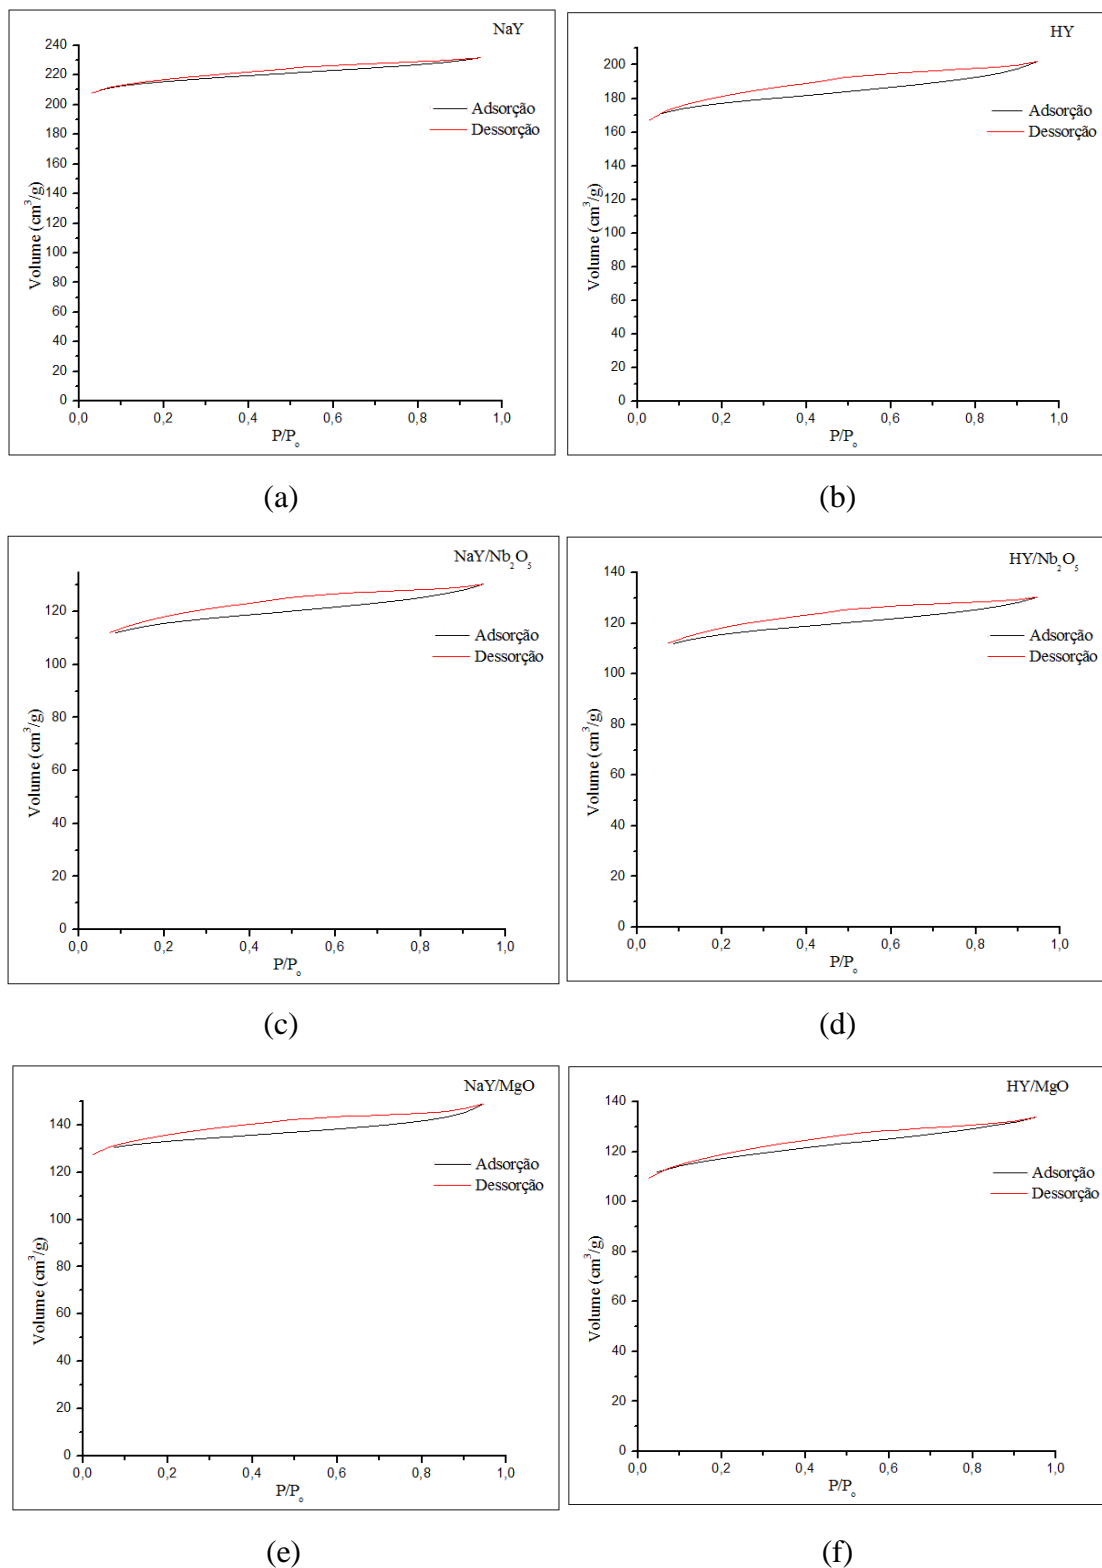 NaY
240
220
200
180
160
140
120
100
80
60
40
20
0
Volume (cm³/g)
Adsorção
Dessorção
0,0 0,2 0,4 0,6 0,8 1,0
P/P₀
(a)
HY
200
180
160
140
120
100
80
60
40
20
0
Volume (cm³/g)
Adsorção
Dessorção
0,0 0,2 0,4 0,6 0,8 1,0
P/P₀
(b)
NaY/Nb₂O₅
120
100
80
60
40
20
0
Volume (cm³/g)
Adsorção
Dessorção
0,0 0,2 0,4 0,6 0,8 1,0
P/P₀
(c)
HY/Nb₂O₅
140
120
100
80
60
40
20
0
Volume (cm³/g)
Adsorção
Dessorção
0,0 0,2 0,4 0,6 0,8 1,0
P/P₀
(d)
NaY/MgO
140
120
100
80
60
40
20
0
Volume (cm³/g)
Adsorção
Dessorção
0,0 0,2 0,4 0,6 0,8 1,0
P/P₀
(e)
HY/MgO
140
120
100
80
60
40
20
0
Volume (cm³/g)
Adsorção
Dessorção
0,0 0,2 0,4 0,6 0,8 1,0
P/P₀
(f)